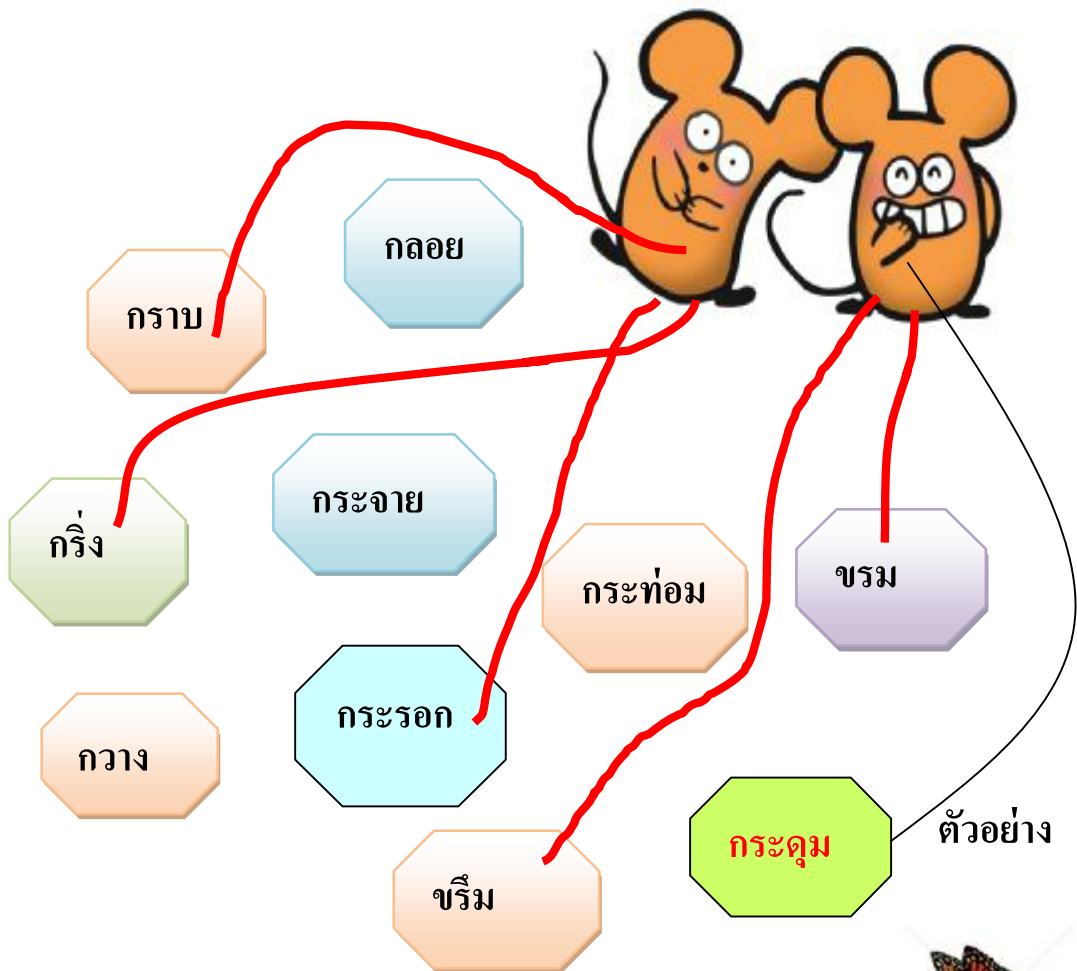 กลอย
กราบ
กระจาย
กริ่ง
กระท่อม
ขรม
กระรอก
กวาง
กระดุม
ตัวอย่าง
ขรึม